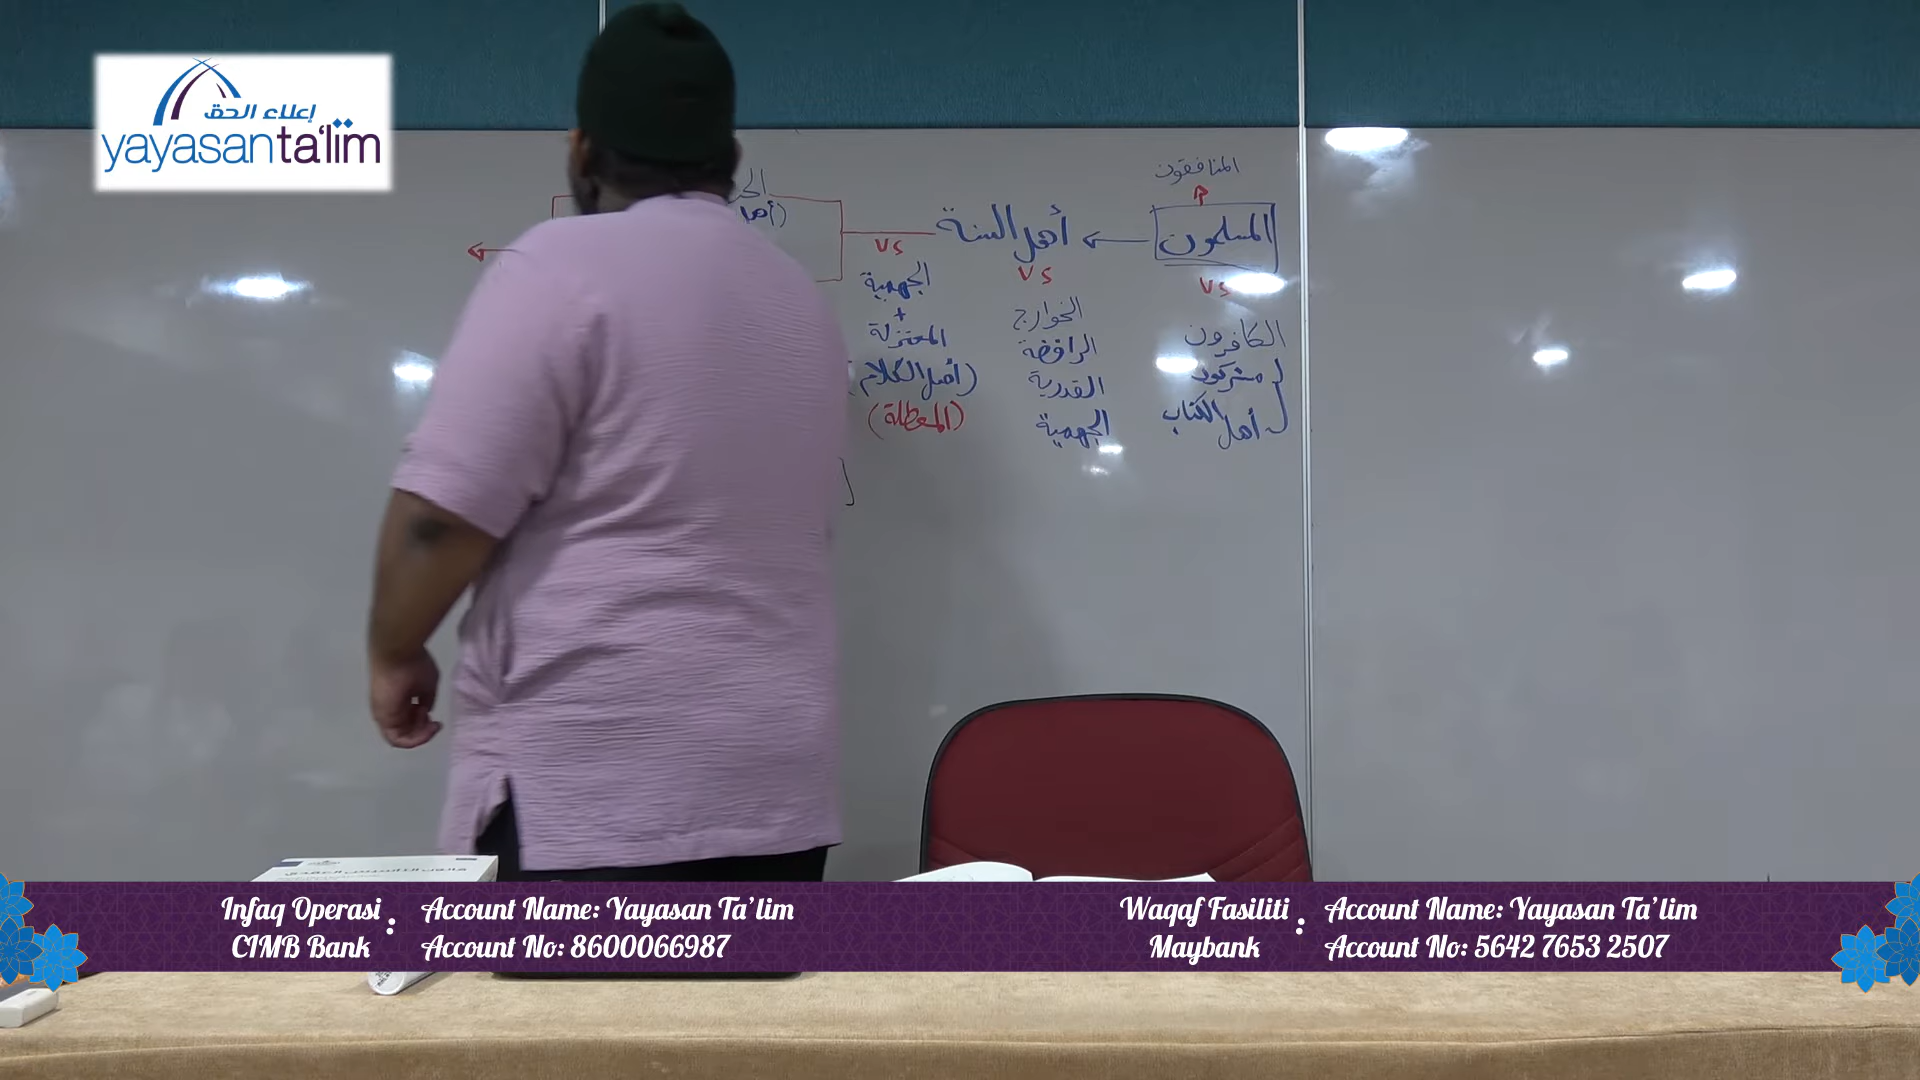 إعلاء الحق
yayasanta'lim
المنافقون
المسلمون
أهل السنة
vs
الكافرون
مشركون
أهل الكتاب
vs
الخوارج
الرافضة
القدرية
الجهمية
vs
الجهمية
+
المعتزلة
(أهل الكلام)
(المعطلة)
Infaq Operasi : Account Name: Yayasan Ta'lim
CIMB Bank Account No: 8600066987
Waqaf Fasiliti : Account Name: Yayasan Ta'lim
Maybank Account No: 5642 7653 2507